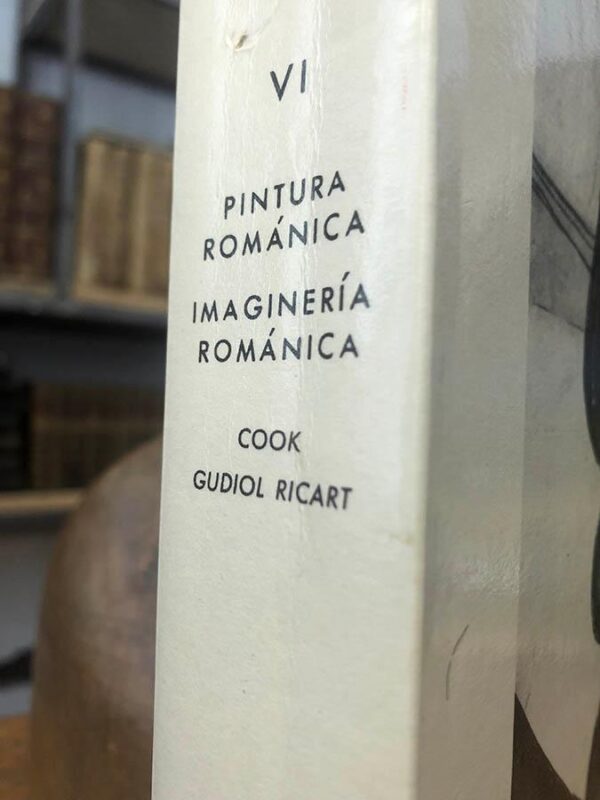 VI
PINTURA
ROMÁNICA
IMAGINERÍA
ROMÁNICA
COOK
GUDIOL RICART